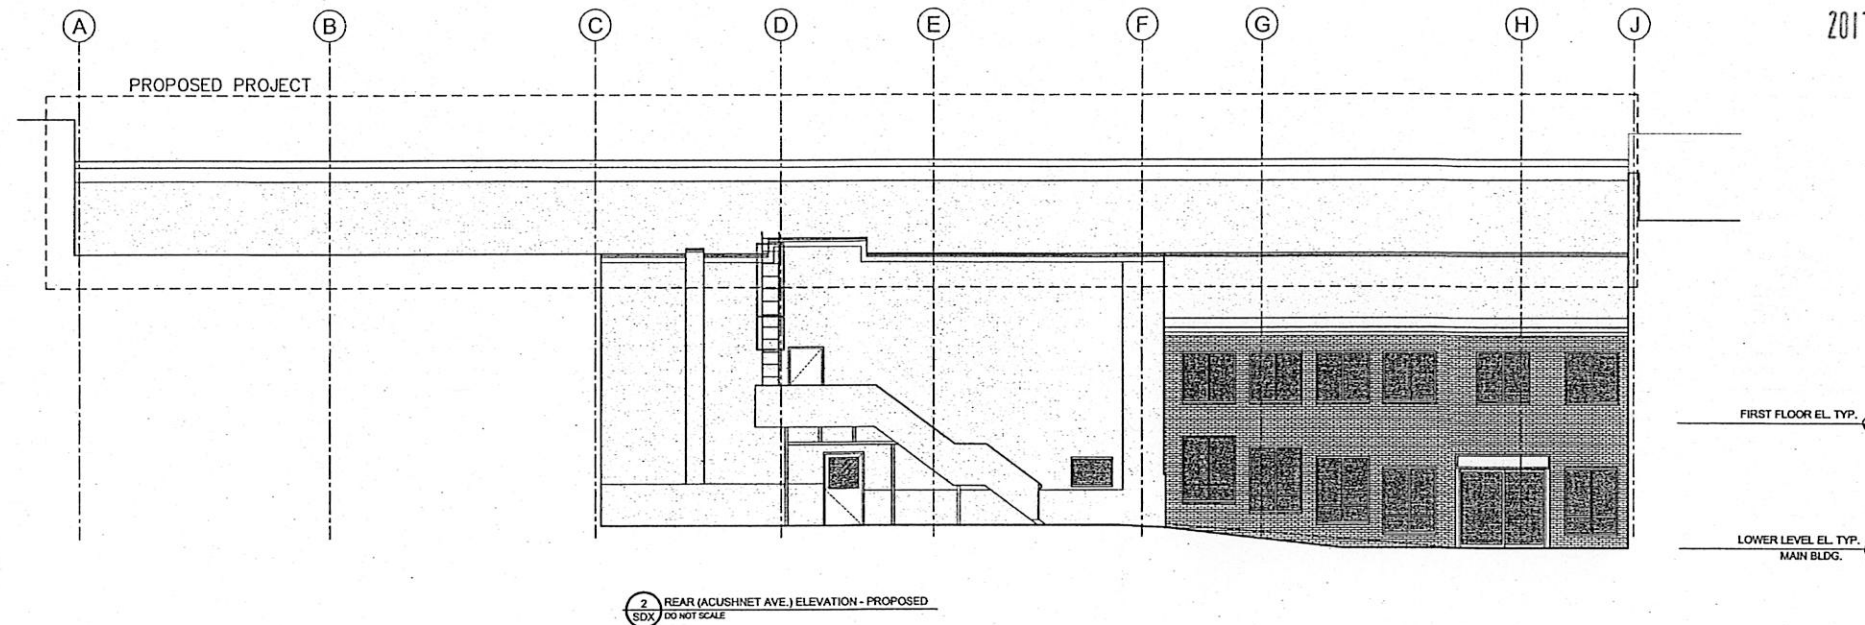 A B C D E F G H J
201
PROPOSED PROJECT
FIRST FLOOR EL. TYP.
LOWER LEVEL EL. TYP.
MAIN BLDG.
2
SDX
REAR (ACUSHNET AVE.) ELEVATION - PROPOSED
DO NOT SCALE